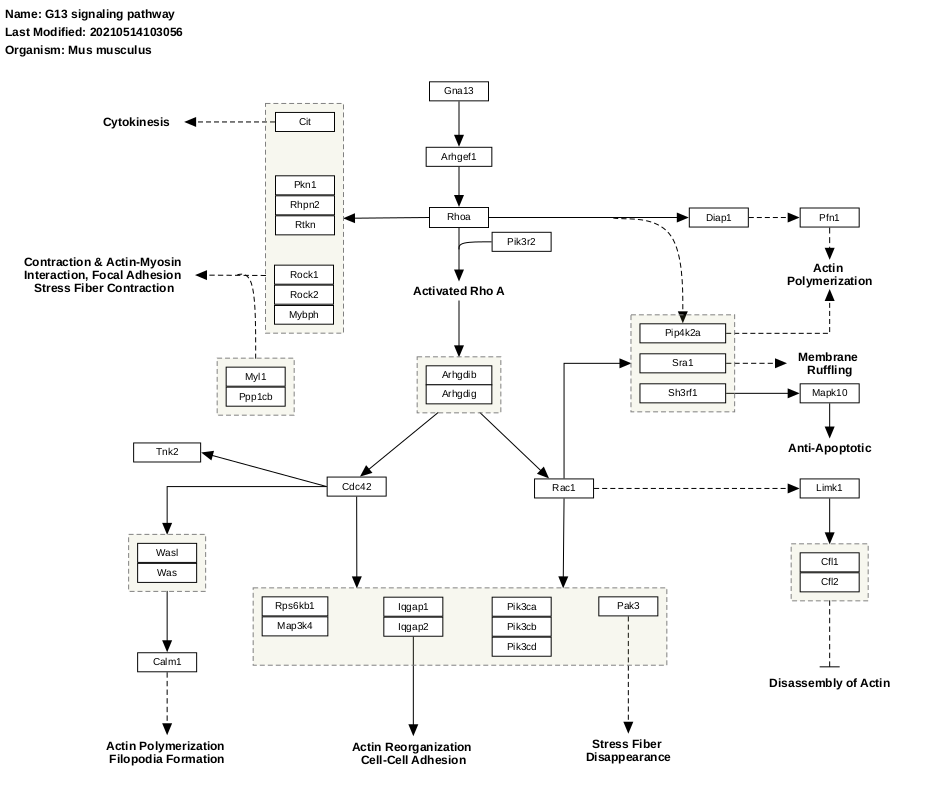 Name: G13 signaling pathway
Last Modified: 20210514103056
Organism: Mus musculus
Gna13
Cytokinesis
Cit
Arhgef1
Pkn1
Rhpn2
Rtkn
Rhoa
Diap1
Pfn1
Pik3r2
Contraction & Actin-Myosin
Interaction, Focal Adhesion
Stress Fiber Contraction
Rock1
Rock2
Mybph
Activated Rho A
Actin
Polymerization
Pip4k2a
Sra1
Sh3rf1
Membrane
Ruffling
Mapk10
Myl1
Ppp1cb
Arhgdib
Arhgdig
Anti-Apoptotic
Tnk2
Cdc42
Rac1
Limk1
Wasl
Was
Cfl1
Cfl2
Rps6kb1
Map3k4
Iqgap1
Iqgap2
Pik3ca
Pik3cb
Pik3cd
Pak3
Calm1
Disassembly of Actin
Actin Polymerization
Filopodia Formation
Actin Reorganization
Cell-Cell Adhesion
Stress Fiber
Disappearance